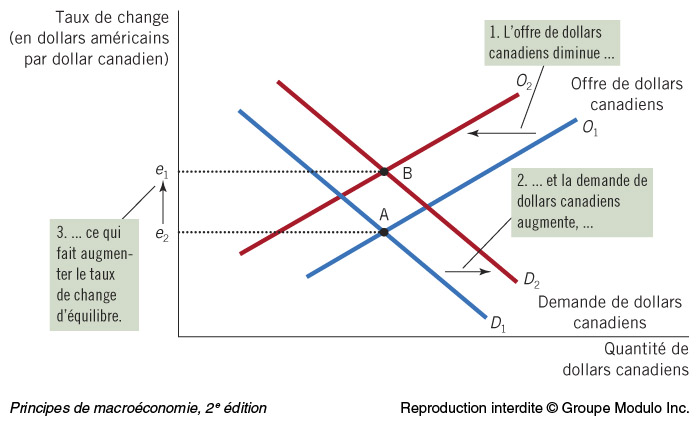 Taux de change
(en dollars américains
par dollar canadien)
1. L’offre de dollars
canadiens diminue ...
O2
Offre de dollars
canadiens
O1
e1
B
2. ... et la demande de
dollars canadiens
augmente, ...
A
e2
3. ... ce qui
fait augmen-
ter le taux
de change
d’équilibre.
D2
Demande de dollars
canadiens
D1
Quantité de
dollars canadiens
Principes de macroéconomie, 2e édition
Reproduction interdite © Groupe Modulo Inc.